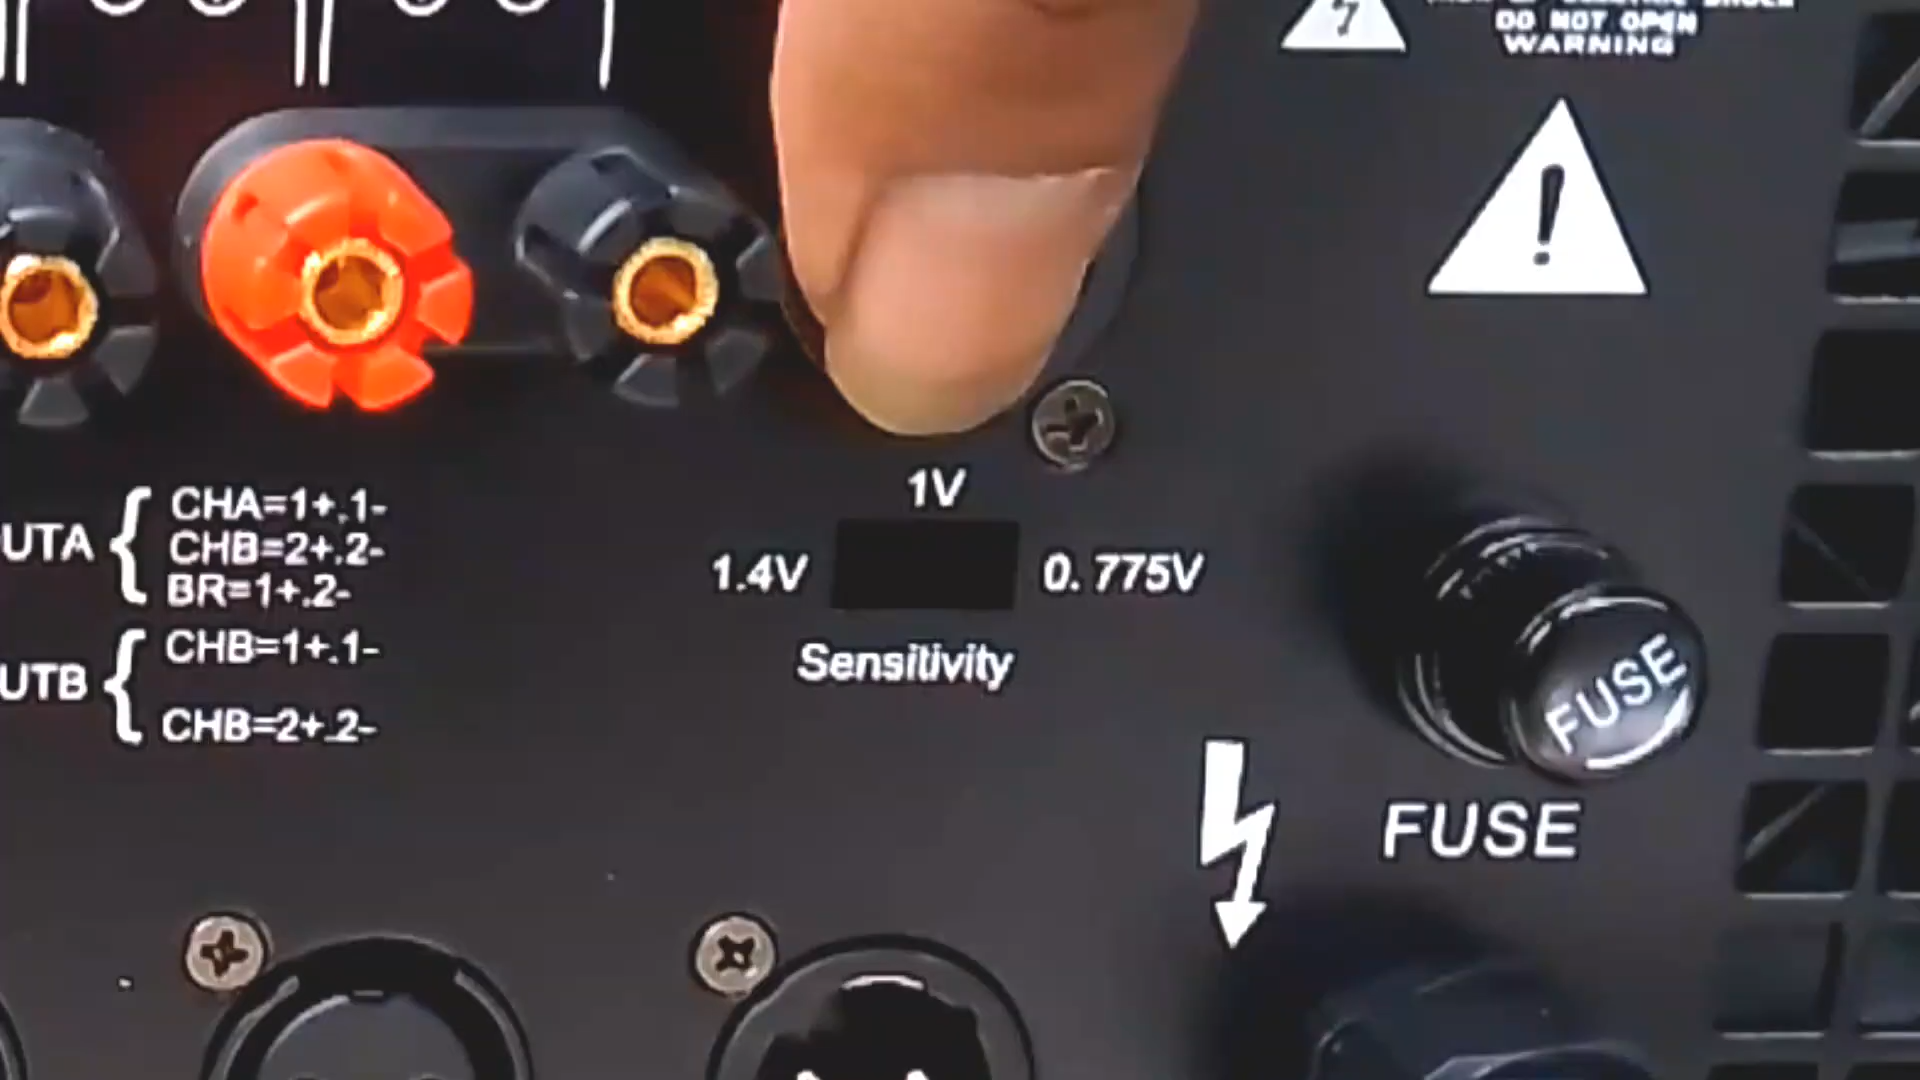 DO NOT OPEN
WARNING
1V
1.4V
0.775V
Sensitivity
UTA
CHA=1+.1-
CHB=2+.2-
BR=1+.2-
UTB
CHB=1+.1-
CHB=2+.2-
FUSE
FUSE